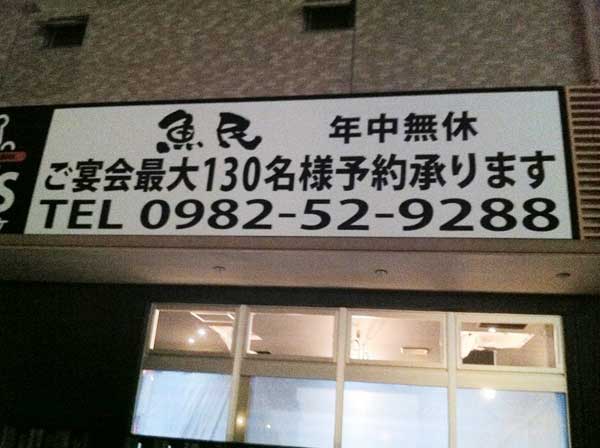 魚民 年中無休
ご宴会最大130名様予約承ります
TEL 0982-52-9288